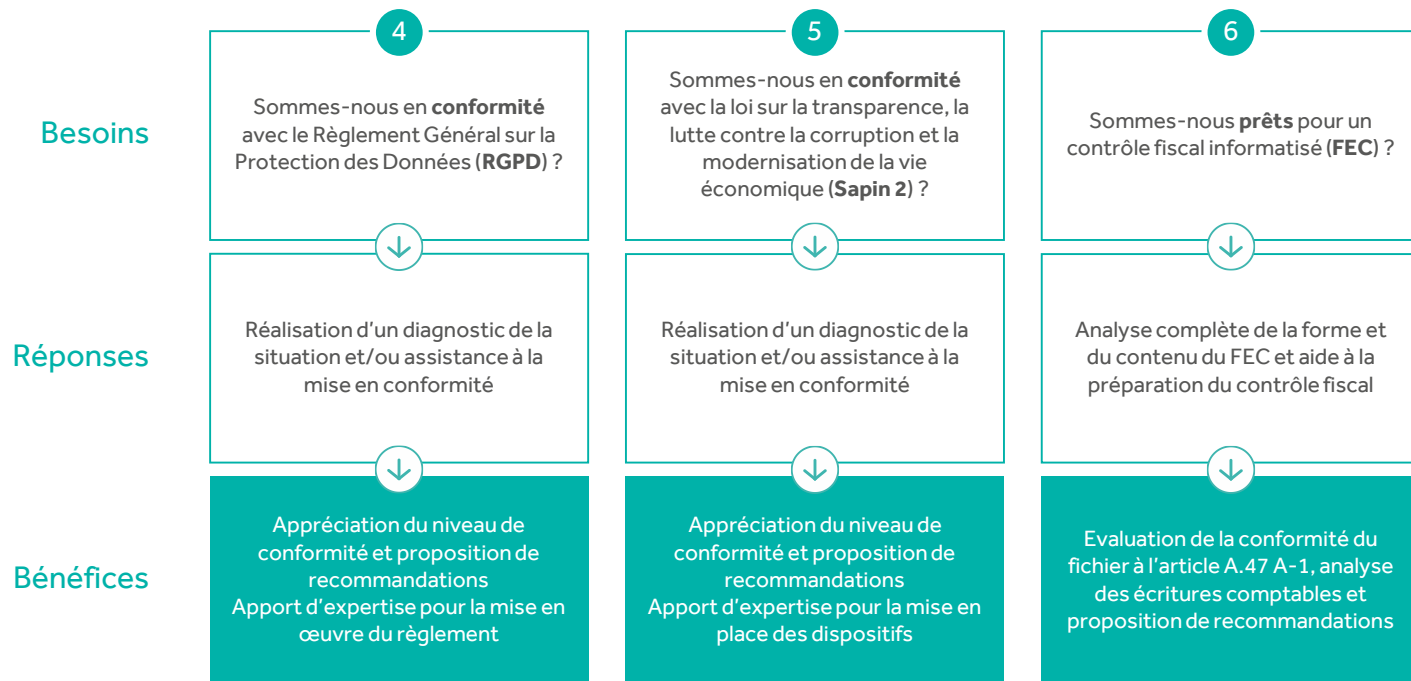 4
5
6
Besoins
Sommes-nous en conformité
avec le Règlement Général sur la
Protection des Données (RGPD) ?
Sommes-nous en conformité
avec la loi sur la transparence, la
lutte contre la corruption et la
modernisation de la vie
économique (Sapin 2) ?
Sommes-nous prêts pour un
contrôle fiscal informatisé (FEC) ?
Réponses
Réalisation d'un diagnostic de la
situation et/ou assistance à la
mise en conformité
Réalisation d'un diagnostic de la
situation et/ou assistance à la
mise en conformité
Analyse complète de la forme et
du contenu du FEC et aide à la
préparation du contrôle fiscal
Bénéfices
Appréciation du niveau de
conformité et proposition de
recommandations
Apport d'expertise pour la mise en
œuvre du règlement
Appréciation du niveau de
conformité et proposition de
recommandations
Apport d'expertise pour la mise en
place des dispositifs
Evaluation de la conformité du
fichier à l'article A.47 A-1, analyse
des écritures comptables et
proposition de recommandations